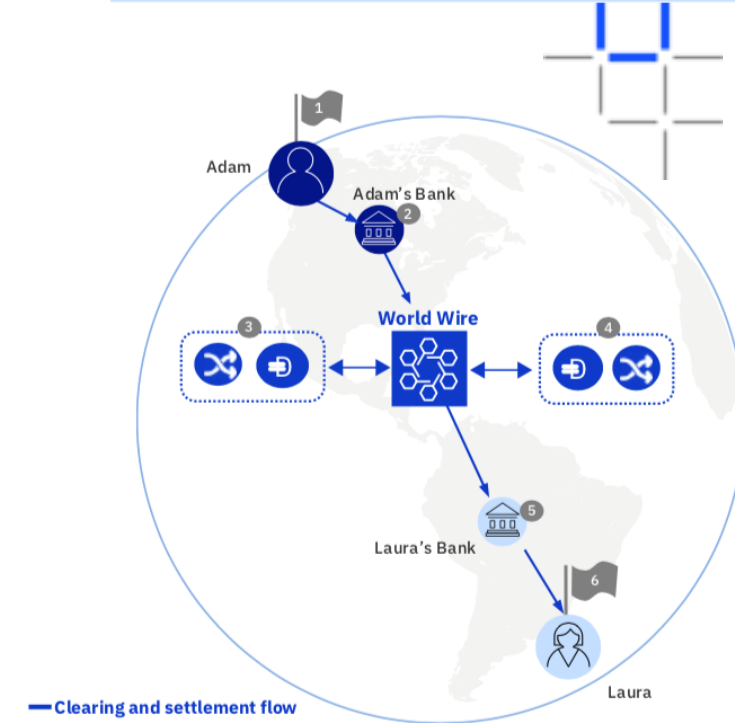 1
Adam
Adam's Bank
2
World Wire
3
4
5
Laura's Bank
6
Laura
Clearing and settlement flow